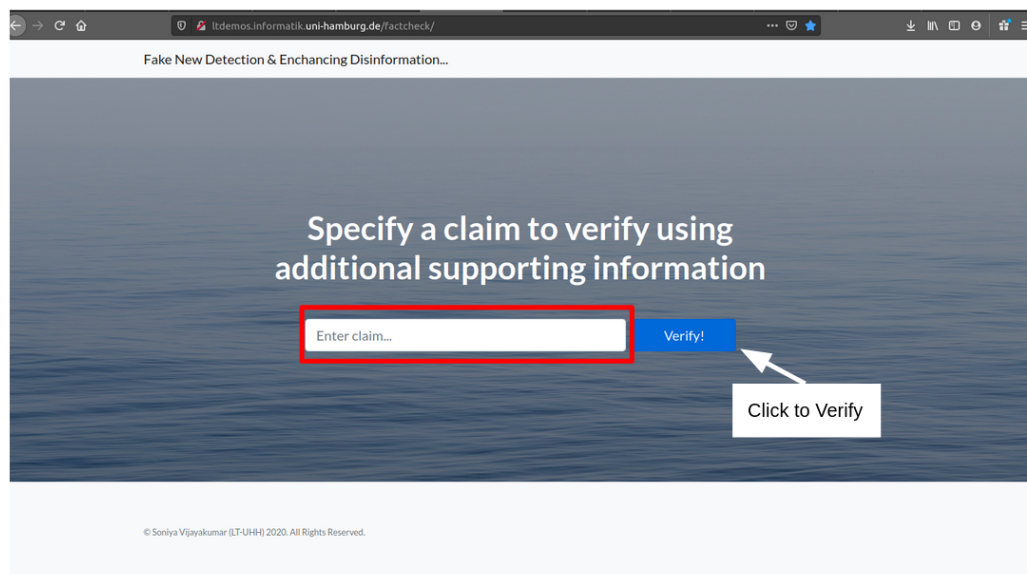 ltdemos.informatik.uni-hamburg.de/factcheck/
Fake New Detection & Enchancing Disinformation...
Specify a claim to verify using
additional supporting information
Enter claim...
Verify!
Click to Verify
© Soniya Vijayakumar (LT-UHH) 2020. All Rights Reserved.